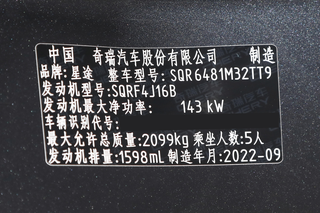 中国 奇瑞汽车股份有限公司 制造
品牌:星途 整车型号:SQR6481M32TT9
发动机型号:SQRF4J16B
发动机最大净功率: 143 kW
车辆识别代号:
最大允许总质量:2099kg 乘坐人数:5人
发动机排量:1598mL 制造年月:2022-09